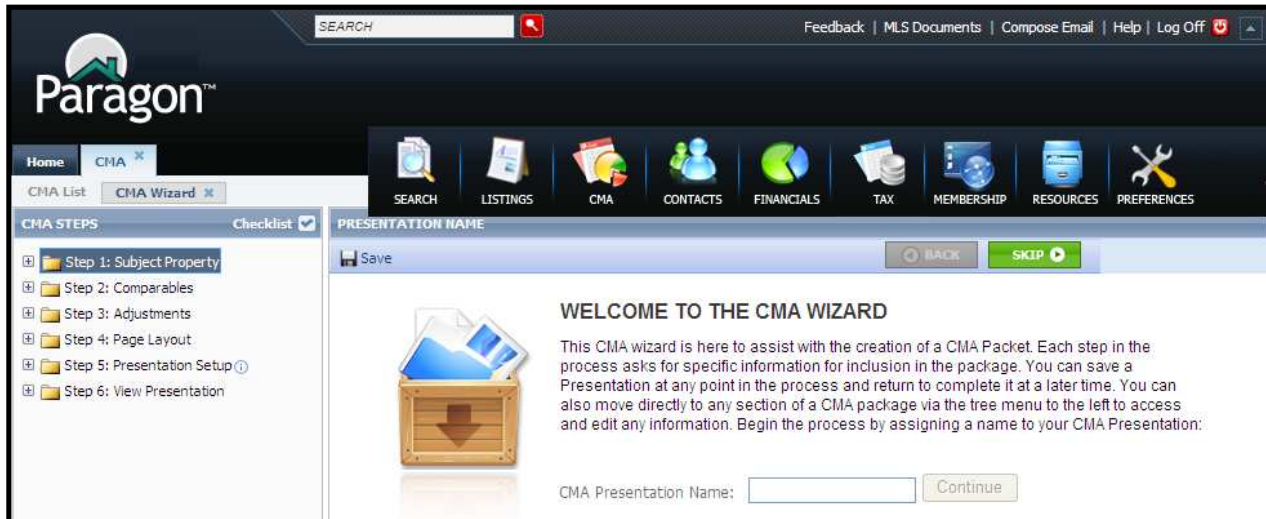 SEARCH
Feedback | MLS Documents | Compose Email | Help | Log Off
Paragon™
Home CMA
SEARCH LISTINGS CMA CONTACTS FINANCIALS TAX MEMBERSHIP RESOURCES PREFERENCES
CMA List CMA Wizard
CMA STEPS Checklist
PRESENTATION NAME
Save BACK SKIP
Step 1: Subject Property
Step 2: Comparables
Step 3: Adjustments
Step 4: Page Layout
Step 5: Presentation Setup
Step 6: View Presentation
WELCOME TO THE CMA WIZARD
This CMA wizard is here to assist with the creation of a CMA Packet. Each step in the
process asks for specific information for inclusion in the package. You can save a
Presentation at any point in the process and return to complete it at a later time. You can
also move directly to any section of a CMA package via the tree menu to the left to access
and edit any information. Begin the process by assigning a name to your CMA Presentation:
CMA Presentation Name: Continue